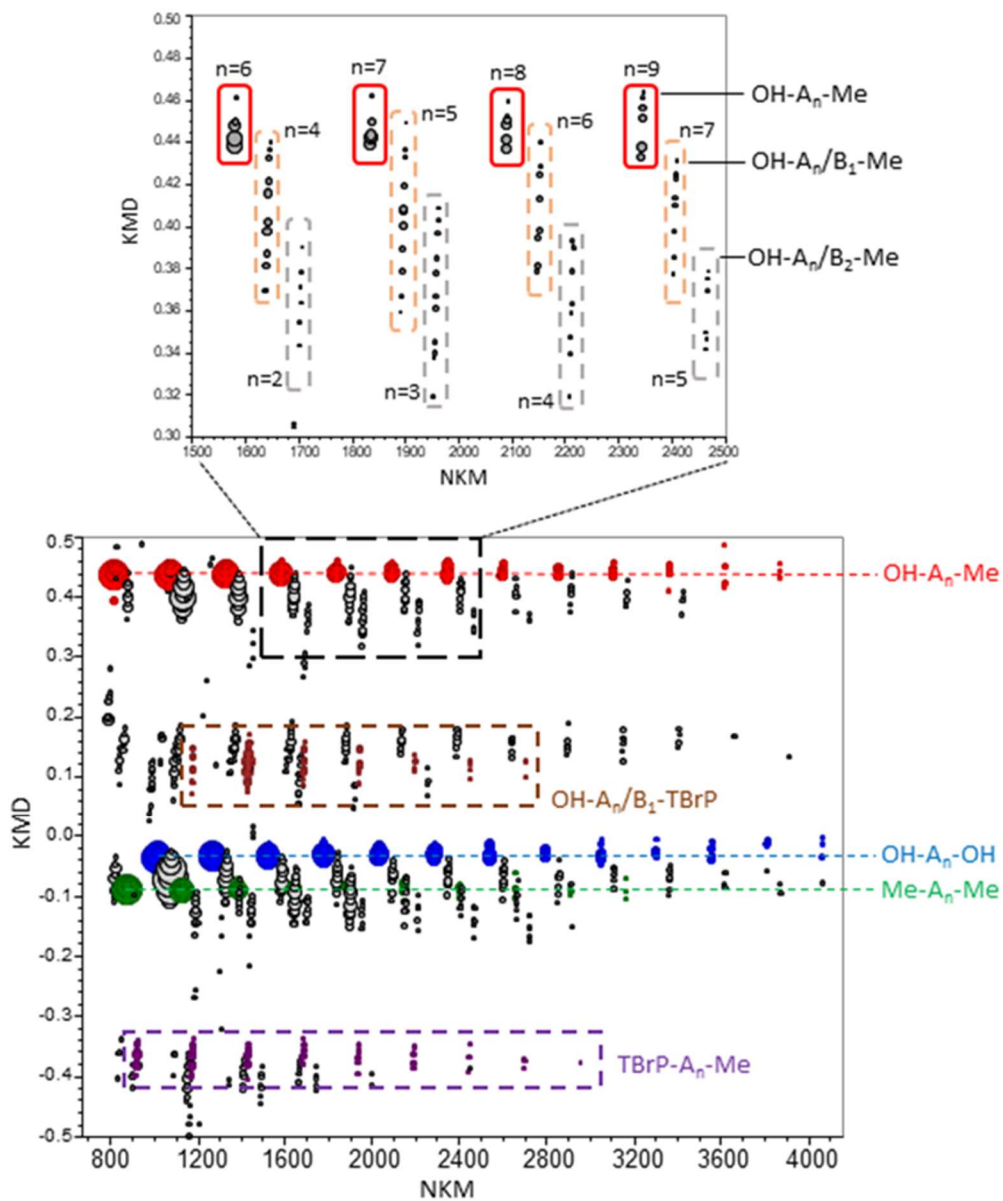 0.50
0.48
0.46
0.44
0.42
0.40
0.38
0.36
0.34
0.32
0.30
KMD
n=6
n=7
n=8
n=9
OH-Aₙ-Me
n=4
n=5
n=6
n=7
OH-Aₙ/B₁-Me
OH-Aₙ/B₂-Me
n=2
n=3
n=4
n=5
1500 1600 1700 1800 1900 2000 2100 2200 2300 2400 2500
NKM
0.5
0.4
0.3
0.2
0.1
0.0
-0.1
-0.2
-0.3
-0.4
-0.5
KMD
OH-Aₙ-Me
OH-Aₙ/B₁-TBrP
OH-Aₙ-OH
Me-Aₙ-Me
TBrP-Aₙ-Me
800 1200 1600 2000 2400 2800 3200 3600 4000
NKM